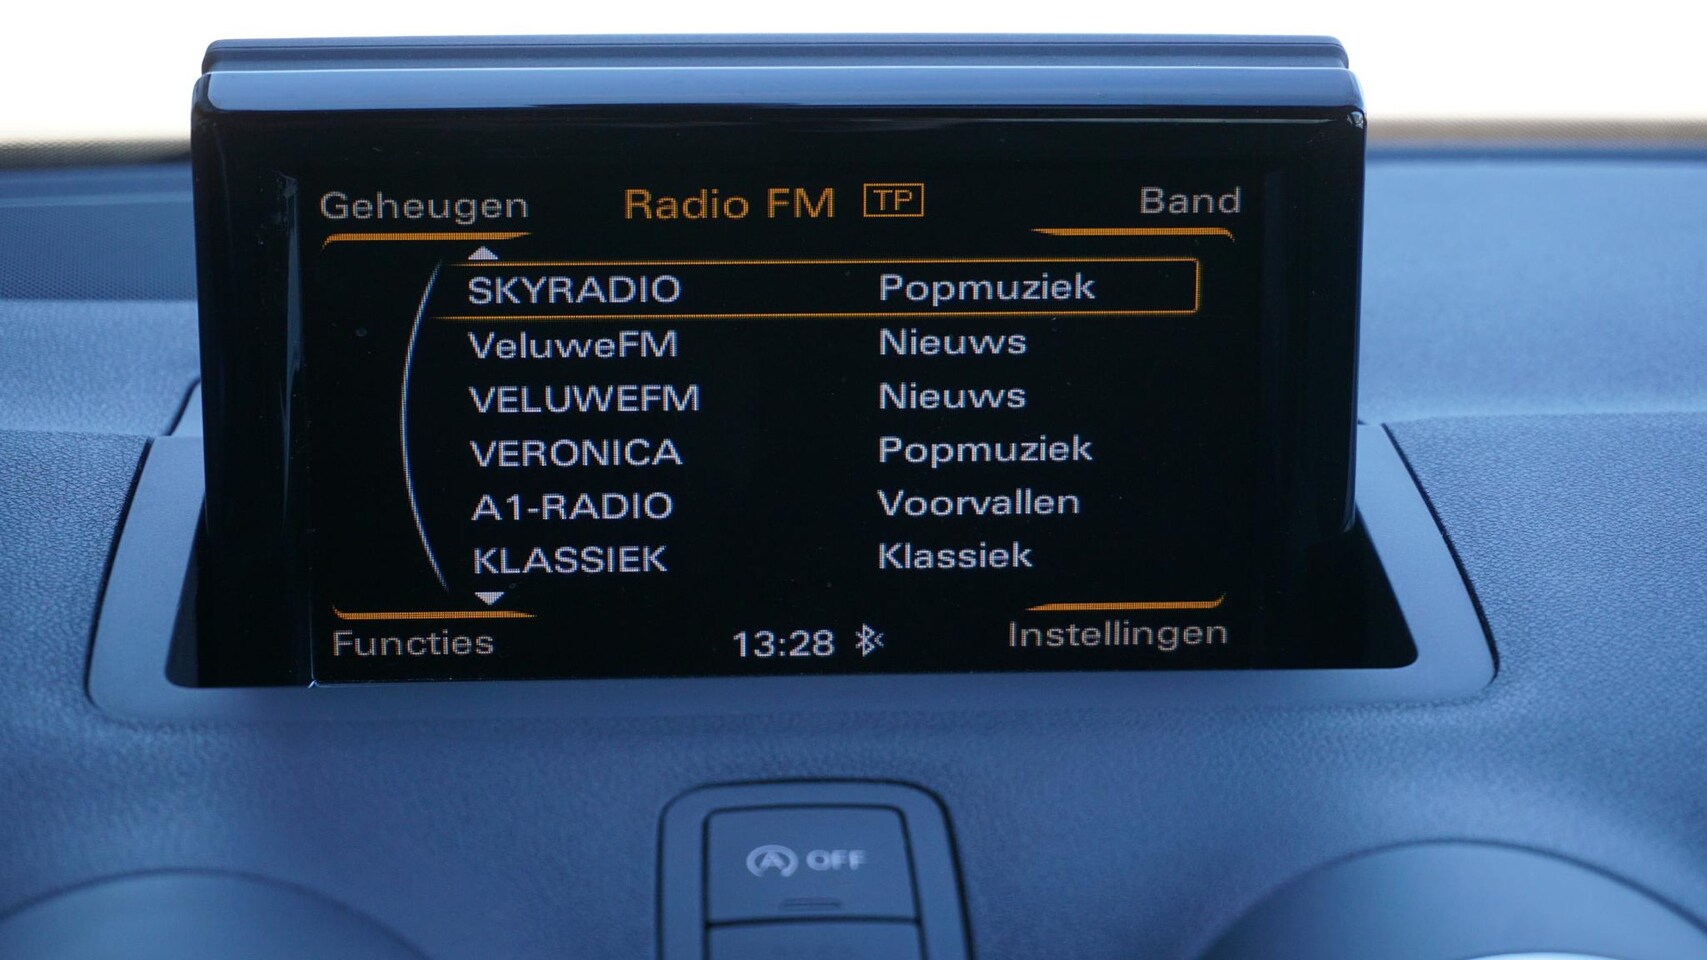 Geheugen Radio FM TP Band
SKYRADIO Popmuziek
VeluweFM Nieuws
VELUWEFM Nieuws
VERONICA Popmuziek
A1-RADIO Voorvallen
KLASSIEK Klassiek
Functies 13:28 Instellingen
A OFF